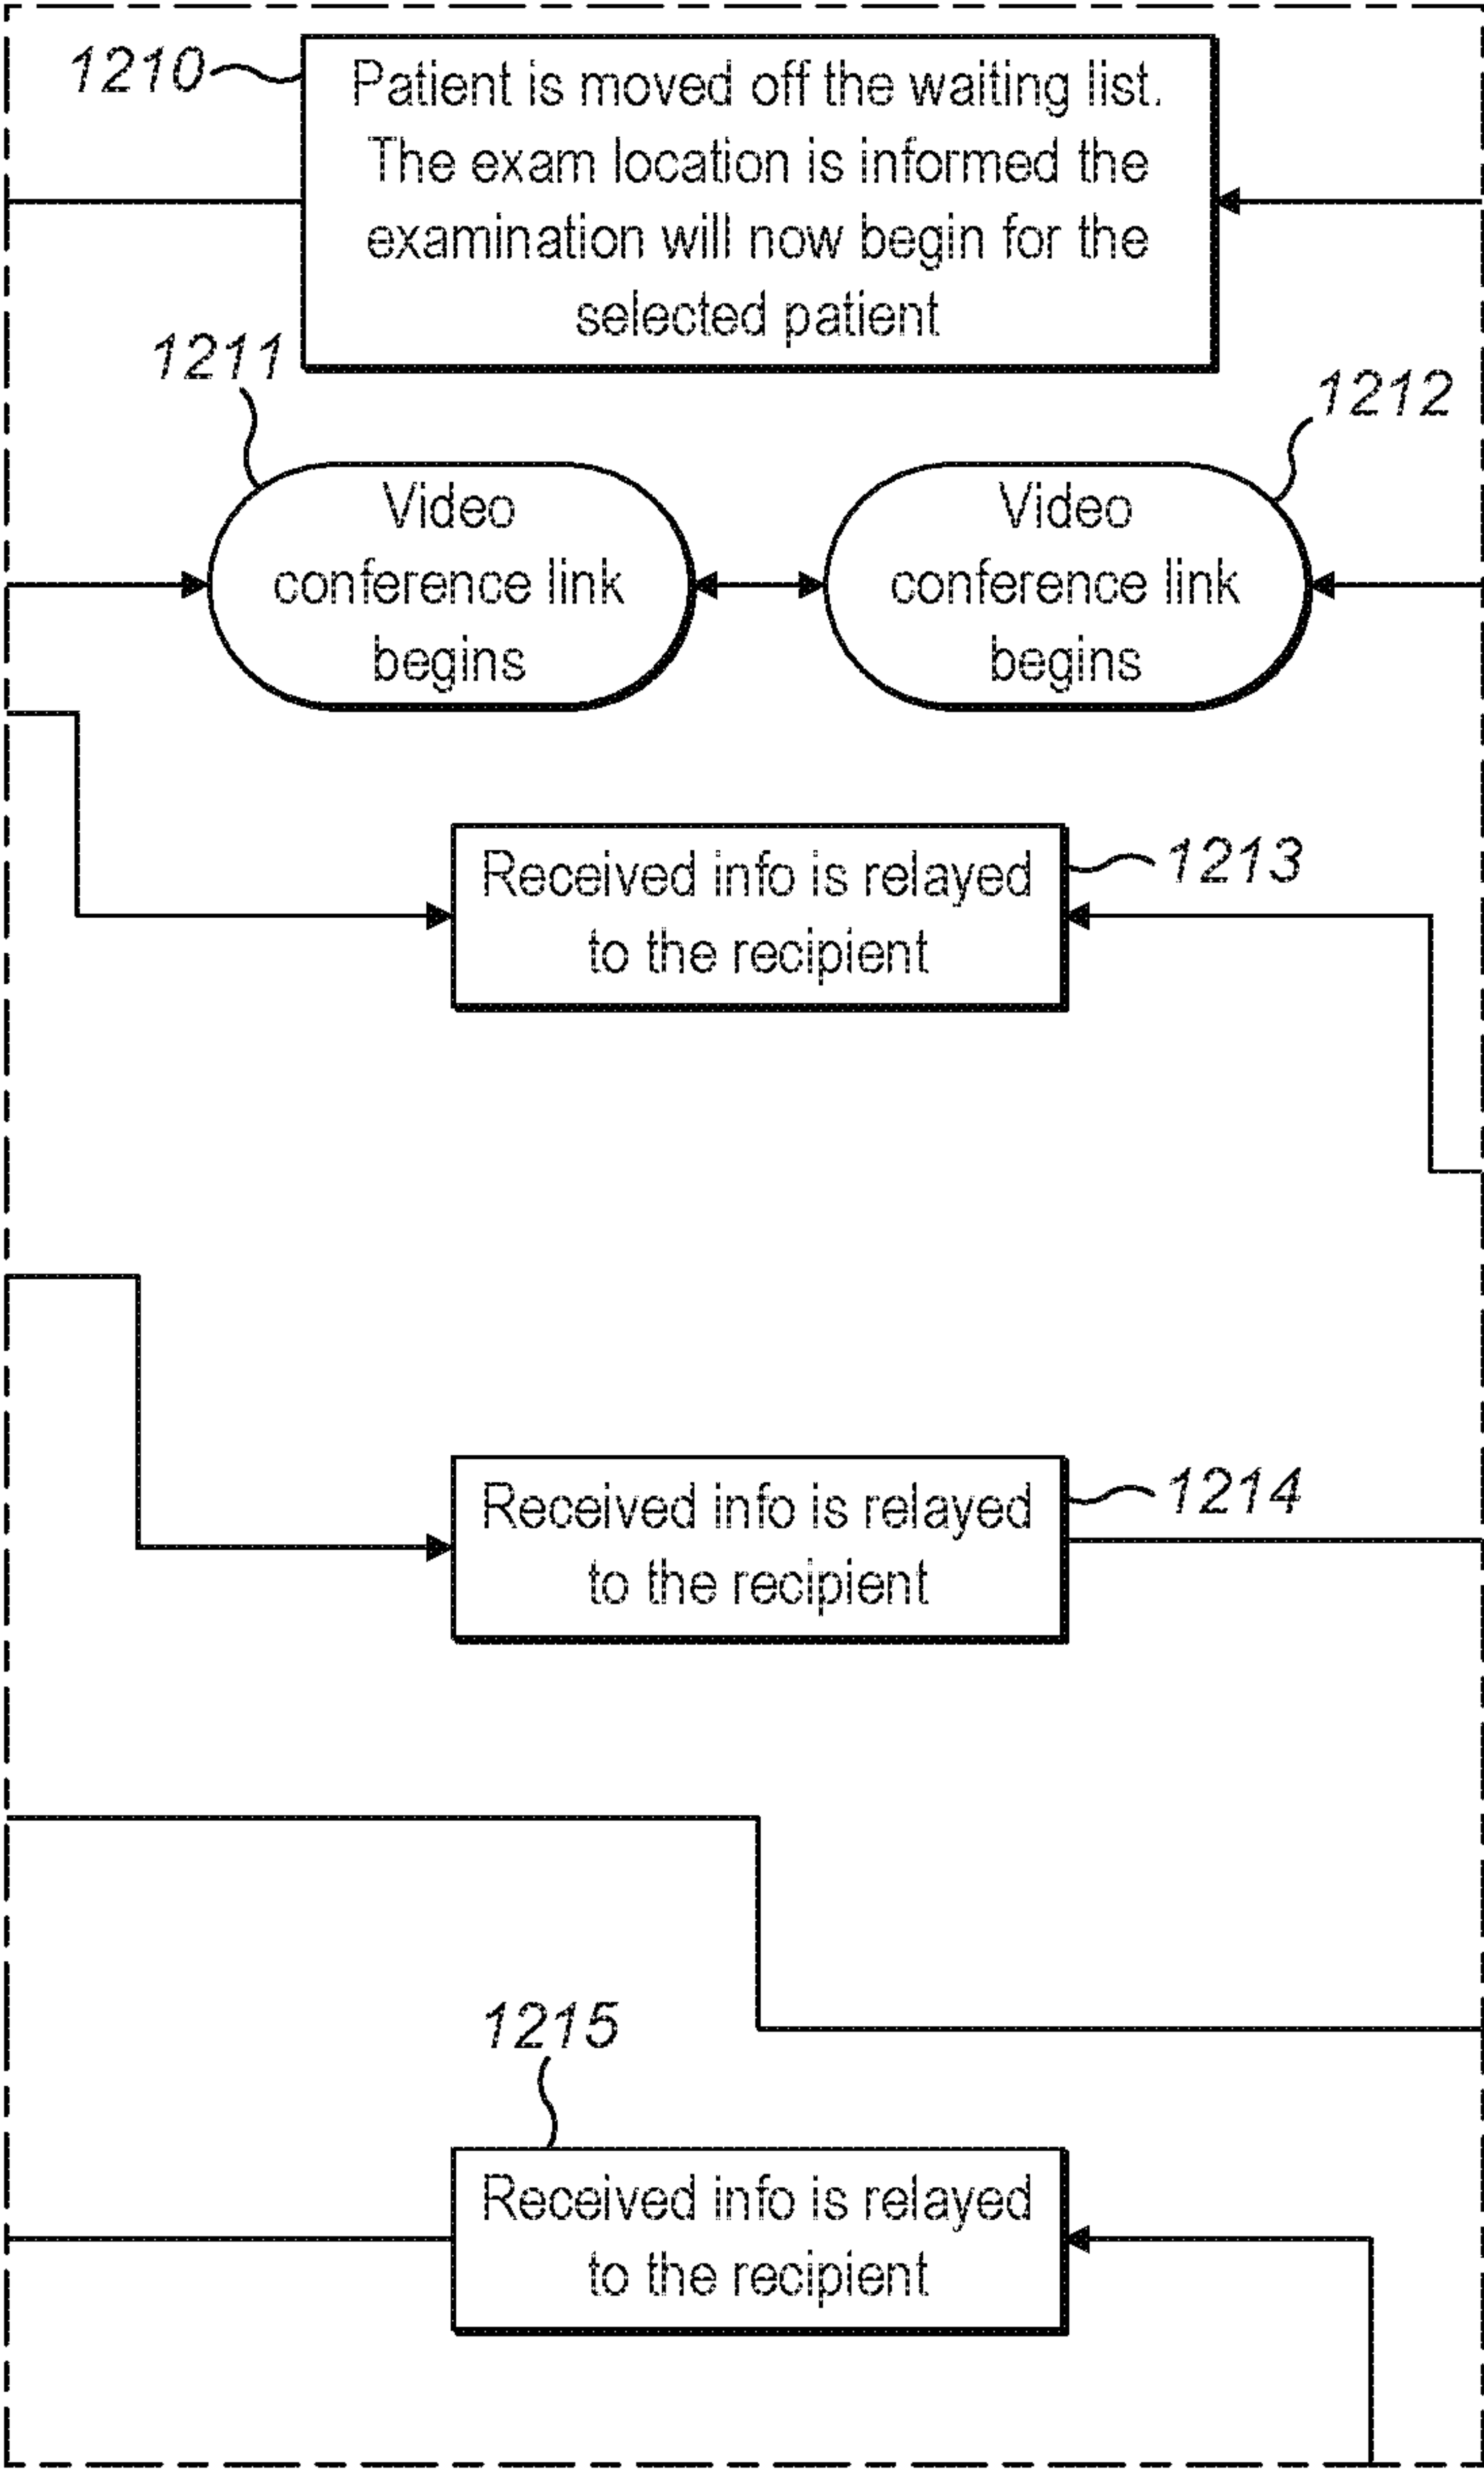 1210
Patient is moved off the waiting list.
The exam location is informed the
examination will now begin for the
selected patient
1211
1212
Video
conference link
begins
Video
conference link
begins
1213
Received info is relayed
to the recipient
1214
Received info is relayed
to the recipient
1215
Received info is relayed
to the recipient